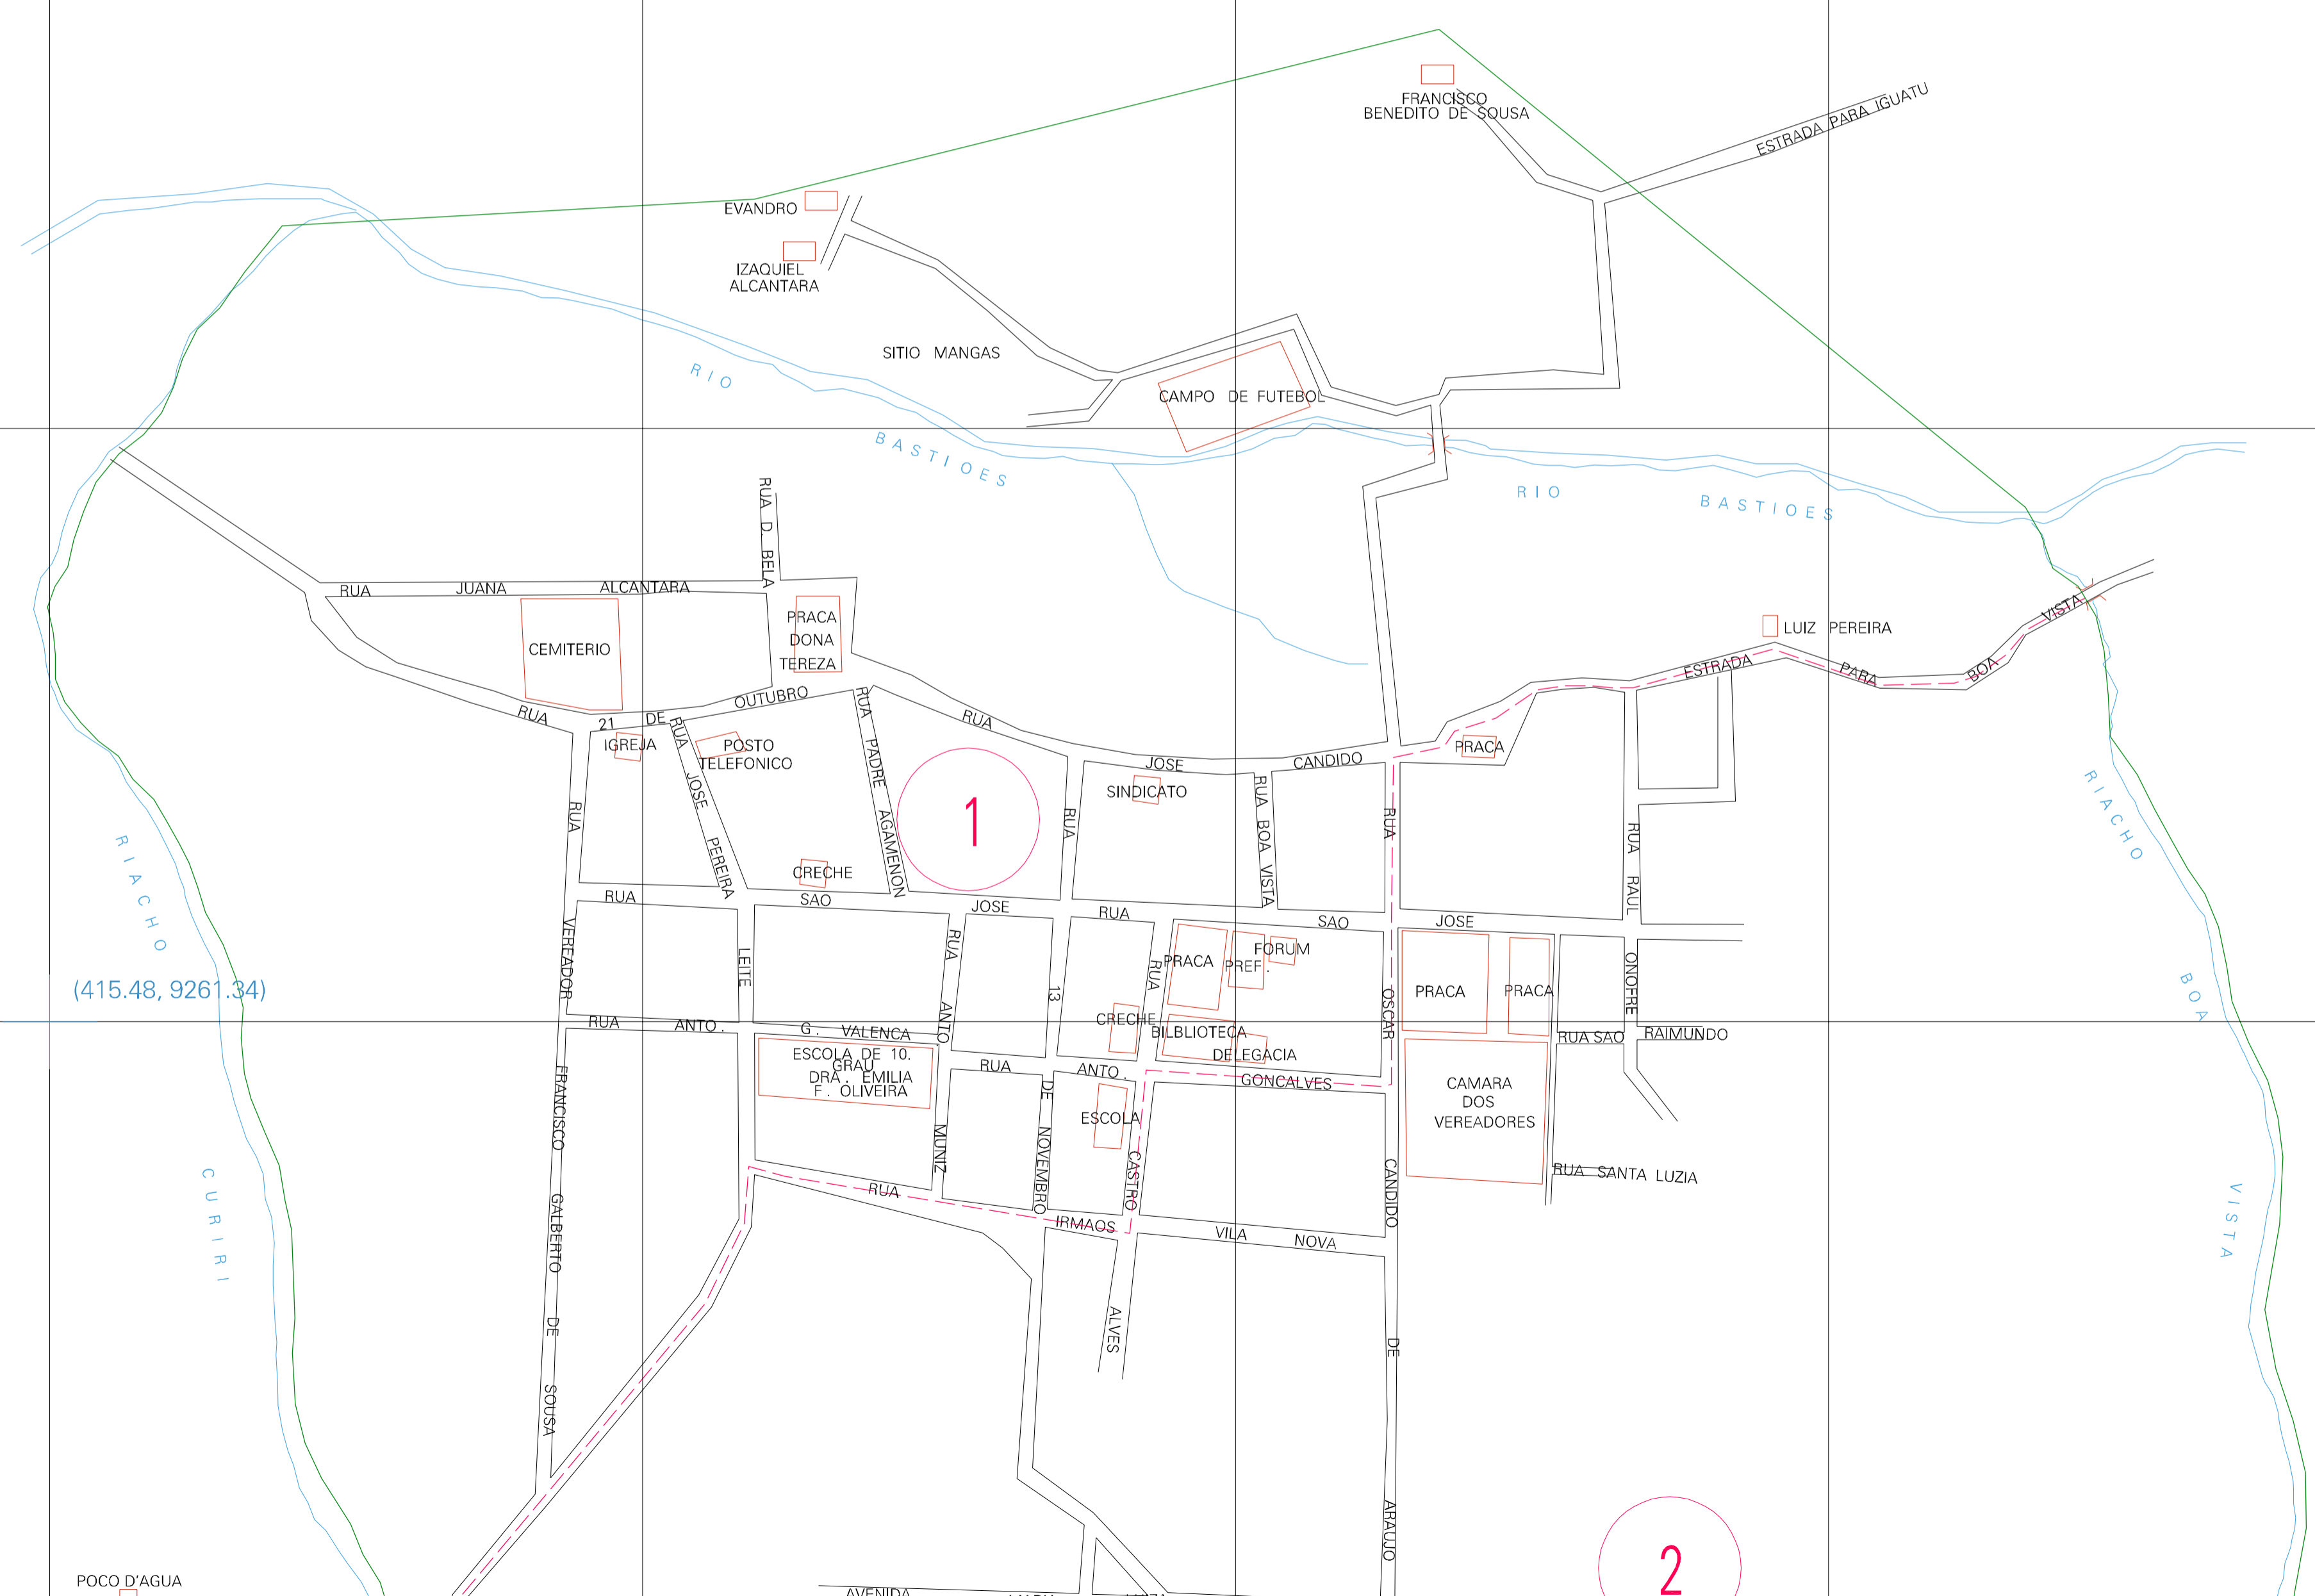 FRANCISCO
BENEDITO DE SOUSA
ESTRADA PARA IGUATU
EVANDRO
IZAQUIEL
ALCANTARA
SITIO MANGAS
RIO
BASTIOES
CAMPO DE FUTEBOL
RIO
BASTIOES
RUA D. BELA
RUA JUANA ALCANTARA
CEMITERIO
PRACA
DONA
TEREZA
LUIZ PEREIRA
ESTRADA PARA BOA VISTA
RUA 21 DE OUTUBRO
IGREJA
POSTO
TELEFONICO
RUA JOSE PEREIRA
RUA PADRE AGAMENON
RUA JOSE CANDIDO
PRACA
1
SINDICATO
RUA BOA VISTA
CRECHE
RUA SAO JOSE
RUA SAO JOSE
RUA VEREADOR FRANCISCO GALBERTO DE SOUSA
LEITE
RUA ANTO MUNIZ
RUA 13 DE NOVEMBRO
RUA CASTRO ALVES
RUA OSCAR CANDIDO DE ARAUJO
RUA RAUL ONOFRE
PRACA
PREF.
FORUM
PRACA
PRACA
CRECHE
BILBLIOTECA
DELEGACIA
RUA SAO RAIMUNDO
RUA ANTO. G. VALENCA
ESCOLA DE 10.
GRAU
DRA. EMILIA
F. OLIVEIRA
RUA ANTO. GONCALVES
ESCOLA
CAMARA
DOS
VEREADORES
RUA SANTA LUZIA
RUA IRMAOS VILA NOVA
RIACHO CURIRI
(415.48, 9261.34)
RIACHO BOA VISTA
2
POCO D'AGUA
AVENIDA